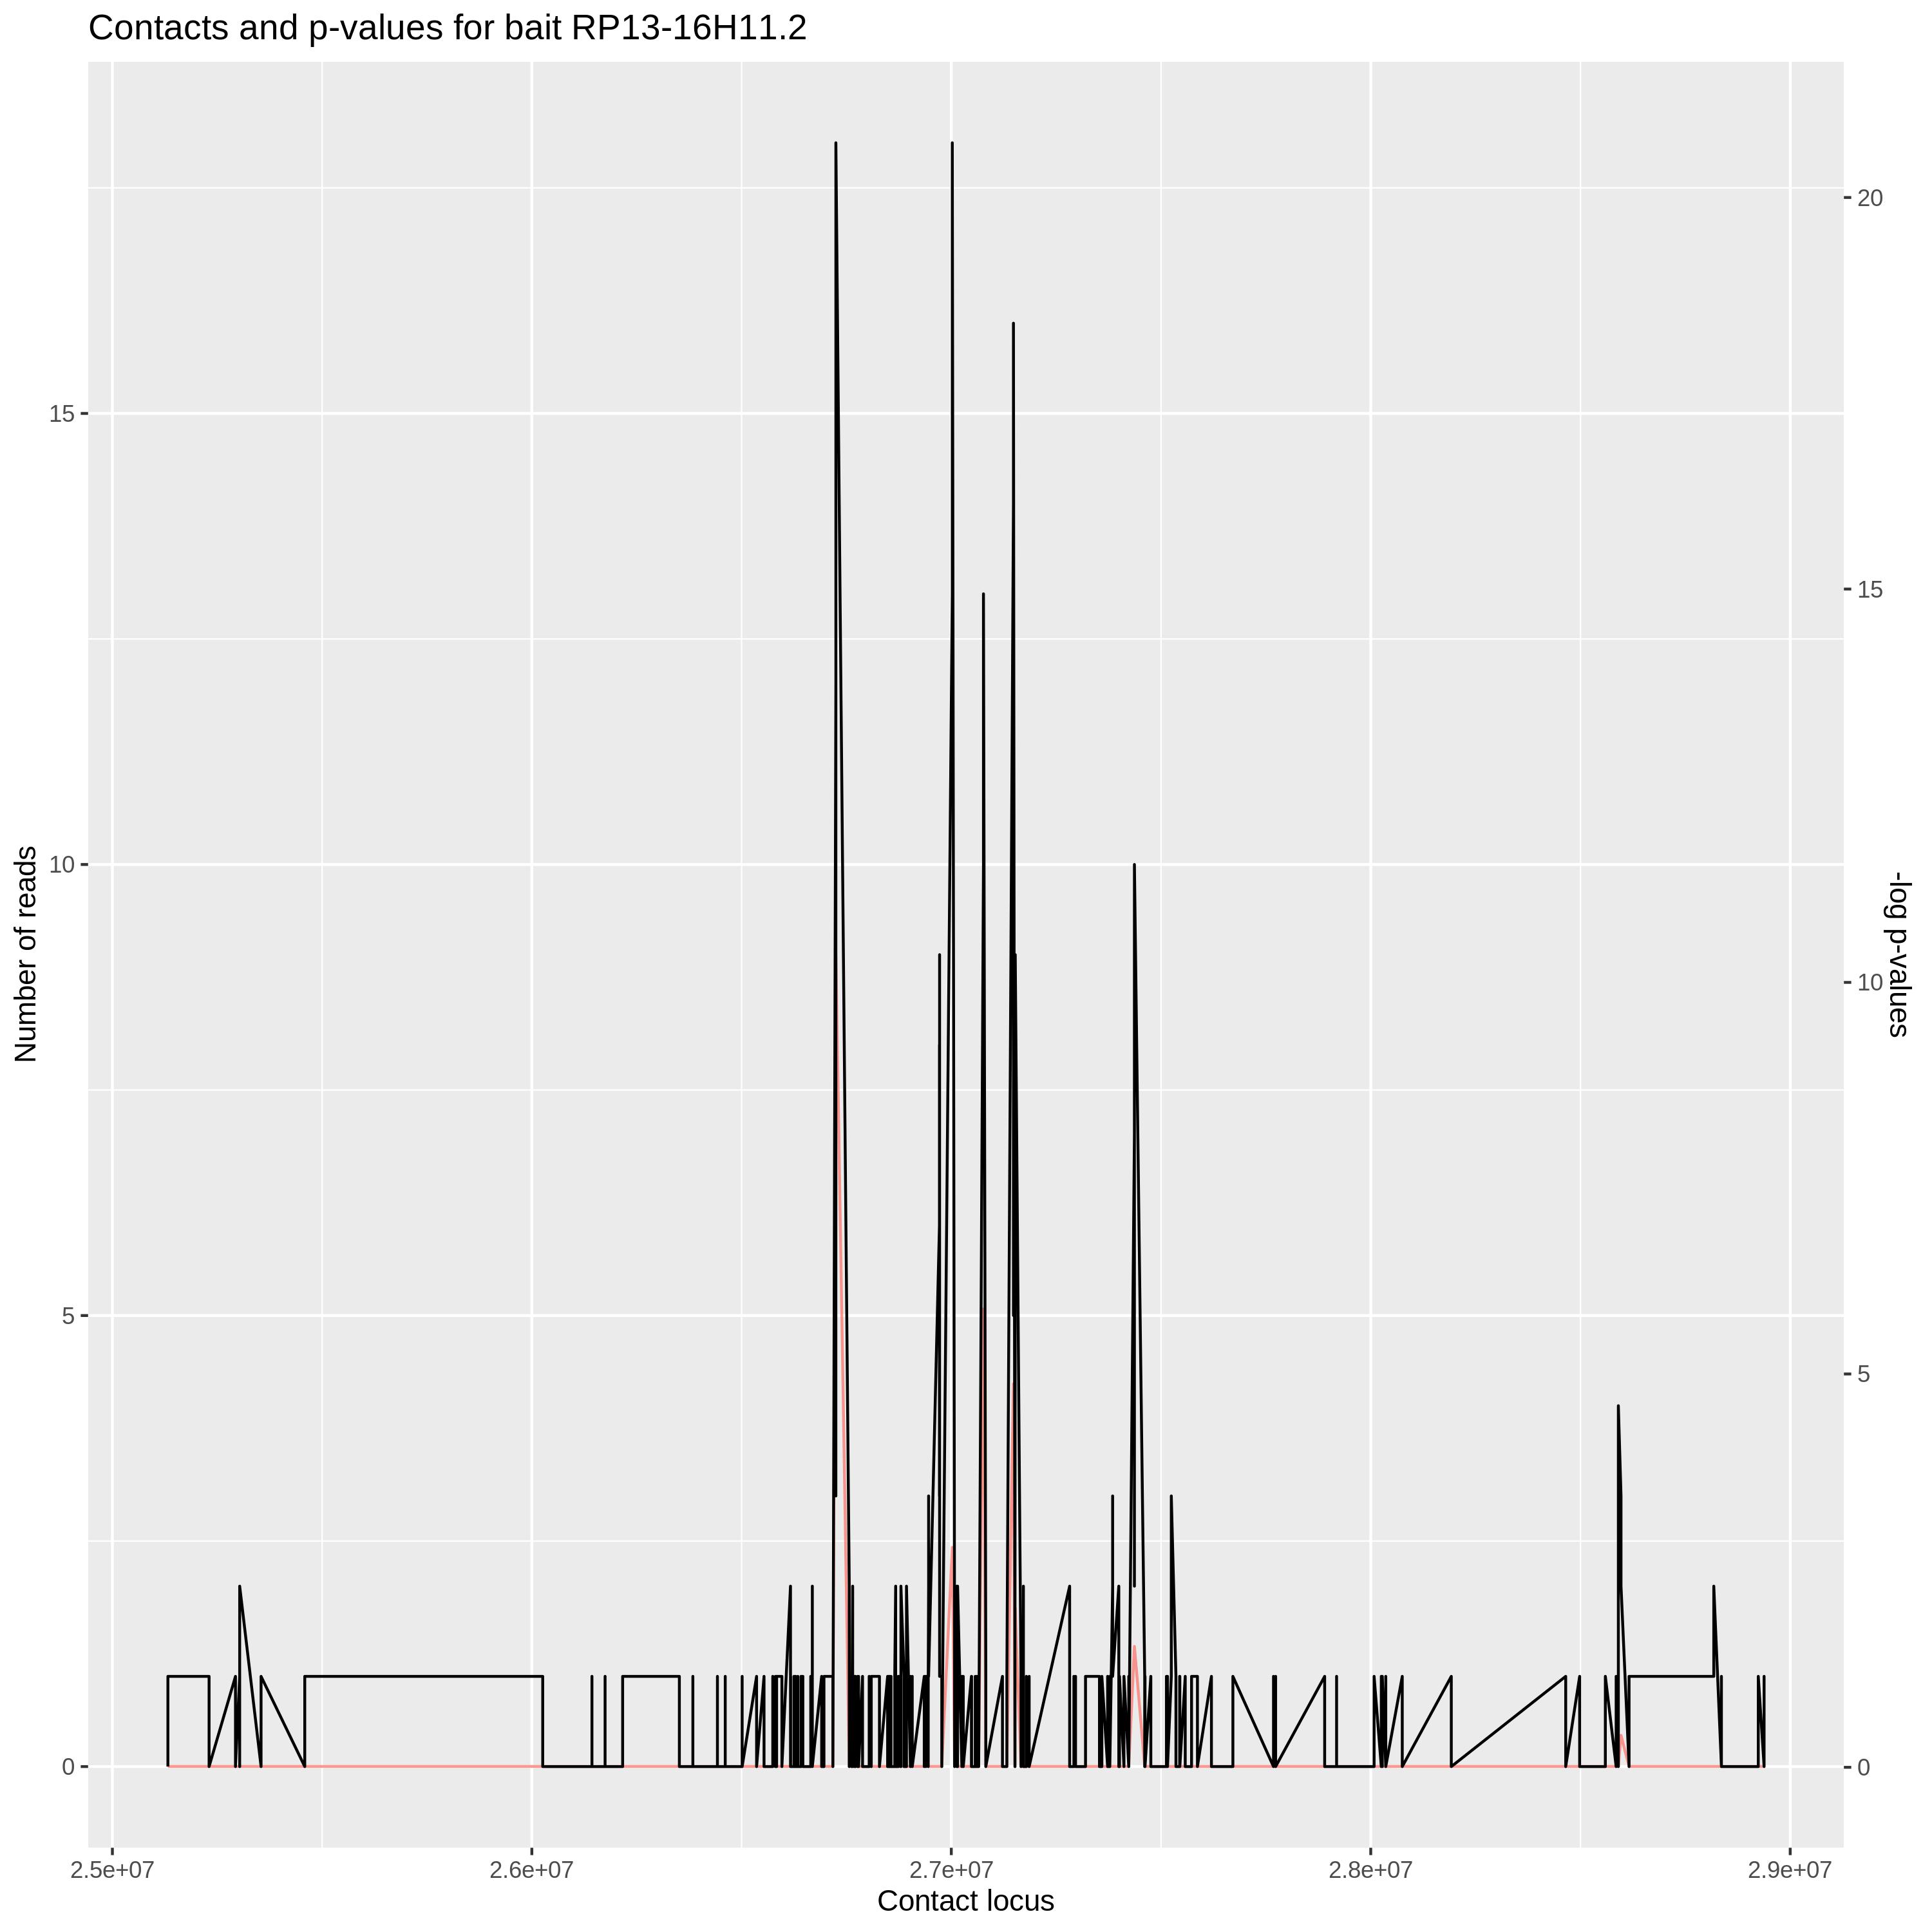 Contacts and p-values for bait RP13-16H11.2
20
15
15
10
10
5
5
0
0
Number of reads
-log p-values
2.5e+07 2.6e+07 2.7e+07 2.8e+07 2.9e+07
Contact locus